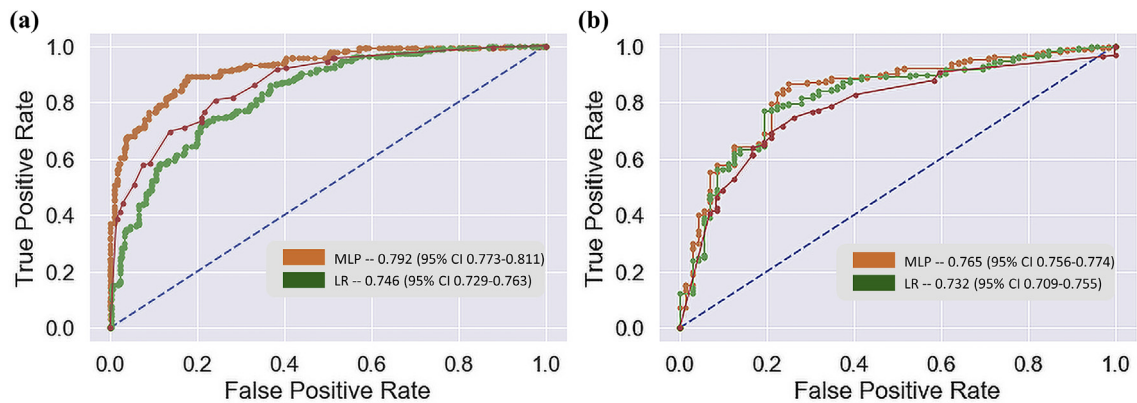 (a)
1.0
0.8
0.6
0.4
0.2
0.0
True Positive Rate
MLP -- 0.792 (95% CI 0.773-0.811)
LR -- 0.746 (95% CI 0.729-0.763)
0.0 0.2 0.4 0.6 0.8 1.0
False Positive Rate
(b)
1.0
0.8
0.6
0.4
0.2
0.0
True Positive Rate
MLP -- 0.765 (95% CI 0.756-0.774)
LR -- 0.732 (95% CI 0.709-0.755)
0.0 0.2 0.4 0.6 0.8 1.0
False Positive Rate